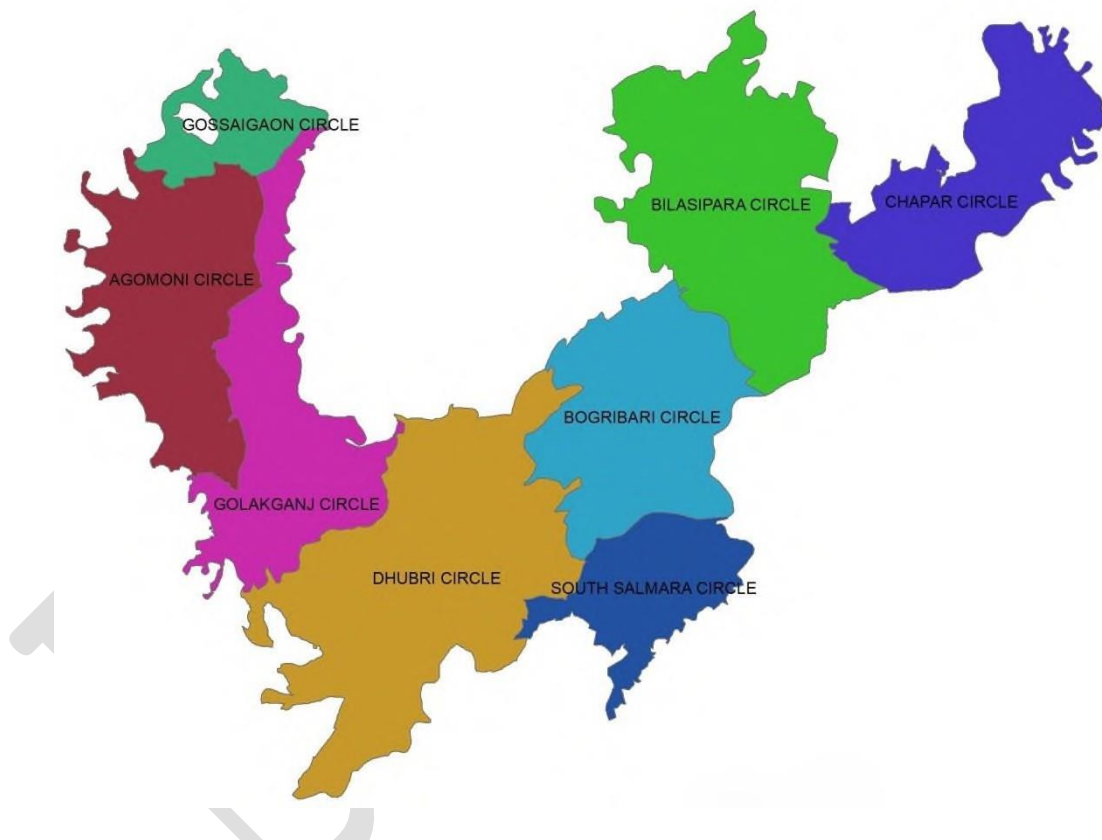 GOSSAIGAON CIRCLE
BILASIPARA CIRCLE
CHAPAR CIRCLE
AGOMONI CIRCLE
BOGRIBARI CIRCLE
GOLAKGANJ CIRCLE
DHUBRI CIRCLE
SOUTH SALMARA CIRCLE